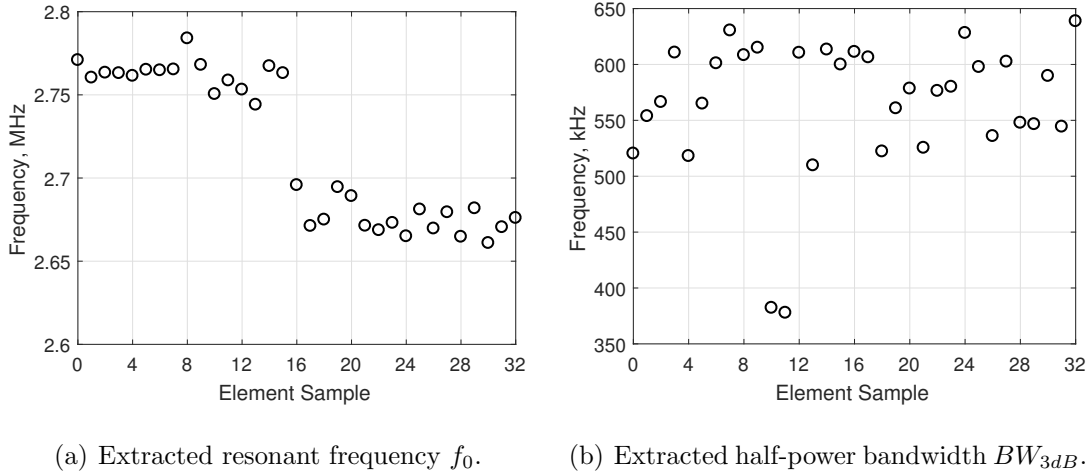 2.8
2.75
2.7
2.65
2.6
Frequency, MHz
0 4 8 12 16 20 24 28 32
Element Sample
650
600
550
500
450
400
350
Frequency, kHz
0 4 8 12 16 20 24 28 32
Element Sample
(a) Extracted resonant frequency f0.
(b) Extracted half-power bandwidth BW3dB.